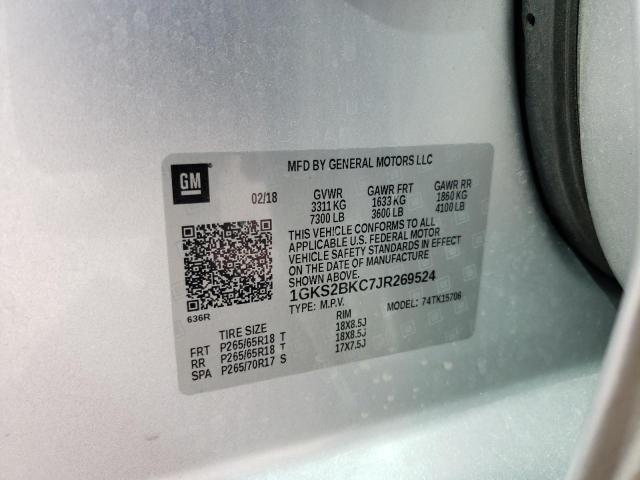 GM
MFD BY GENERAL MOTORS LLC
02/18
GVWR GAWR FRT GAWR RR
3311 KG 1633 KG 1860 KG
7300 LB 3600 LB 4100 LB
THIS VEHICLE CONFORMS TO ALL
APPLICABLE U.S. FEDERAL MOTOR
VEHICLE SAFETY STANDARDS IN EFFECT
ON THE DATE OF MANUFACTURE
1GKS2BKC7JR269524
TYPE: M.P.V. MODEL: 74TK15706
636R
TIRE SIZE RIM
FRT P265/65R18 T 18X8.5J
RR P265/65R18 T 18X8.5J
SPA P265/70R17 S 17X7.5J